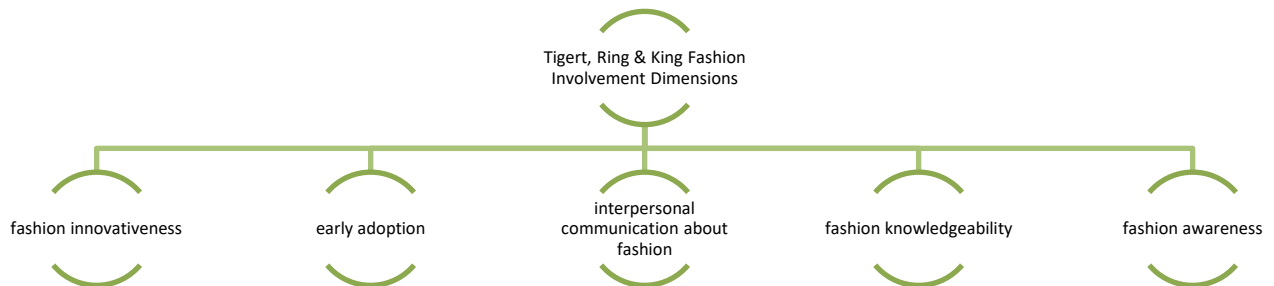 Tigert, Ring & King Fashion
Involvement Dimensions
fashion innovativeness
early adoption
interpersonal
communication about
fashion
fashion knowledgeability
fashion awareness